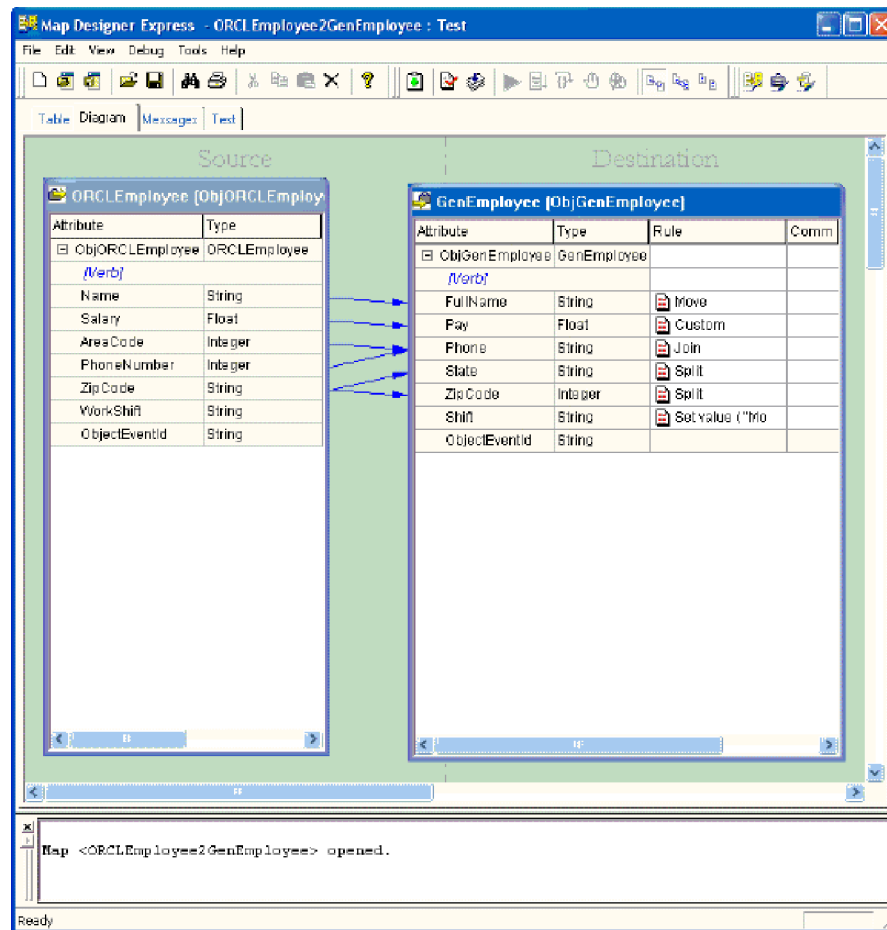 Map Designer Express - ORCLEmployee2GenEmployee : Test
File Edit View Debug Tools Help
Table Diagram Messages Test
Source Destination
ORCLEmployee (ObjORCLEmploy
GenEmployee (ObjGenEmployee)
Attribute Type
Attribute Type Rule Comm
ObjORCLEmployee ORCLEmployee
ObjGenEmployee GenEmployee
[Verb]
[Verb]
Name String
FullName String Move
Salary Float
Pay Float Custom
AreaCode Integer
Phone String Join
PhoneNumber Integer
State String Split
ZipCode String
ZipCode Integer Split
WorkShift String
Shift String Set value ("Mo
ObjectEventId String
ObjectEventId String
Map <ORCLEmployee2GenEmployee> opened.
Ready